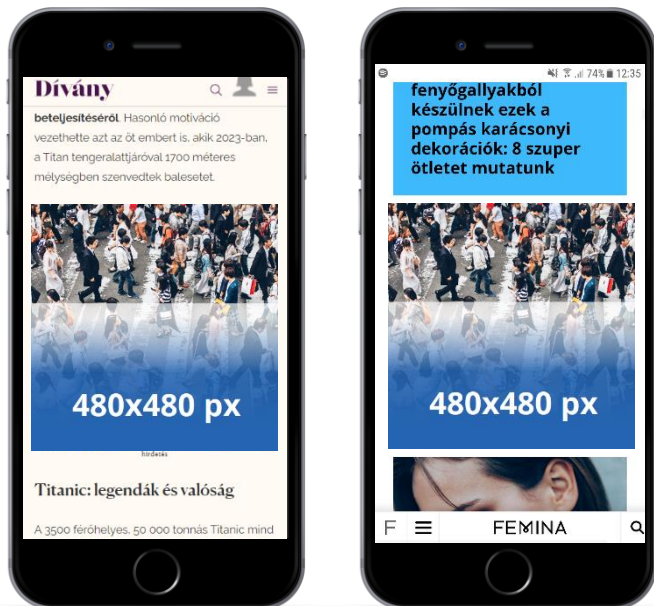 Dívány
beteljesítéséről. Hasonló motiváció
vezethette azt az öt embert is, akik 2023-ban,
a Titan tengeralattjáróval 1700 méteres
mélységben szenvedtek balesetet.
480x480 px
hirdetés
Titanic: legendák és valóság
A 3500 férőhelyes, 50 000 tonnás Titanic mind
74% 12:35
fenyőgallyakból
készülnek ezek a
pompás karácsonyi
dekorációk: 8 szuper
ötletet mutatunk
480x480 px
F FEMINA